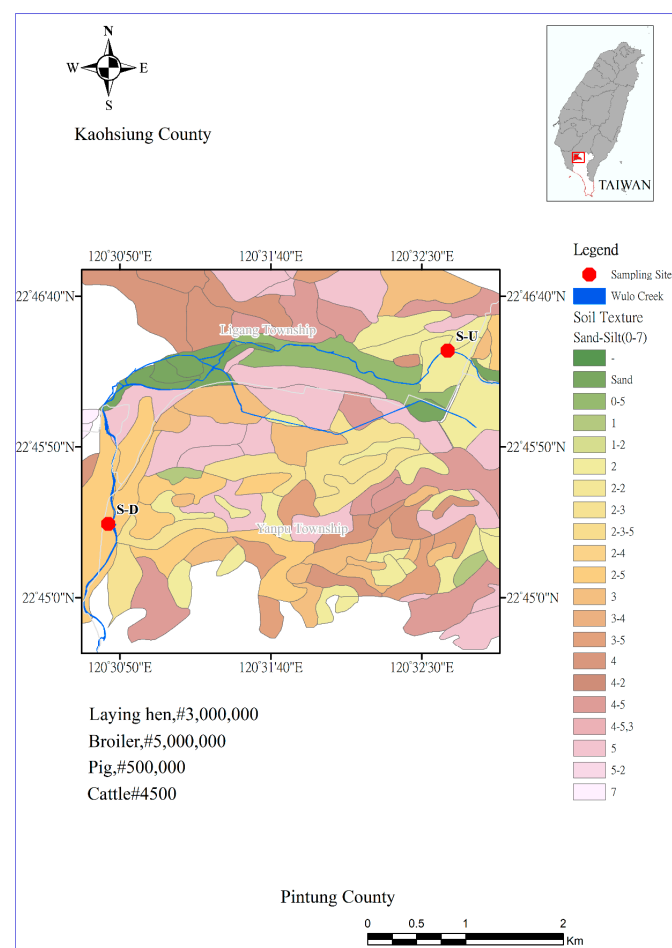 N
W E
S
Kaohsiung County
TAIWAN
120°30'50"E 120°31'40"E 120°32'30"E
22°46'40"N 22°46'40"N
22°45'50"N 22°45'50"N
22°45'0"N 22°45'0"N
120°30'50"E 120°31'40"E 120°32'30"E
Ligang Township
S-U
S-D
Yanpu Township
Legend
Sampling Site
Wulo Creek
Soil Texture
Sand-Silt(0-7)
-
Sand
0-5
1
1-2
2
2-2
2-3
2-3-5
2-4
2-5
3
3-4
3-5
4
4-2
4-5
4-5,3
5
5-2
7
Laying hen,#3,000,000
Broiler,#5,000,000
Pig,#500,000
Cattle#4500
Pintung County
0 0.5 1 2
Km